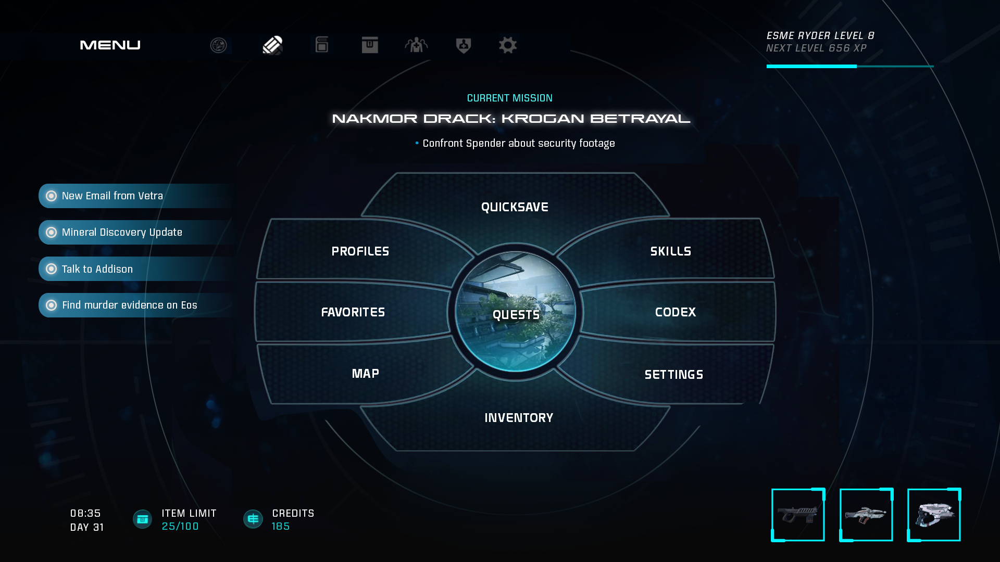 MENU
ESME RYDER LEVEL 8
NEXT LEVEL 656 XP
CURRENT MISSION
NAKMOR DRACK: KROGAN BETRAYAL
• Confront Spender about security footage
New Email from Vetra
Mineral Discovery Update
Talk to Addison
Find murder evidence on Eos
QUICKSAVE
PROFILES
SKILLS
FAVORITES
QUESTS
CODEX
MAP
SETTINGS
INVENTORY
08:35
DAY 31
ITEM LIMIT
25/100
CREDITS
185